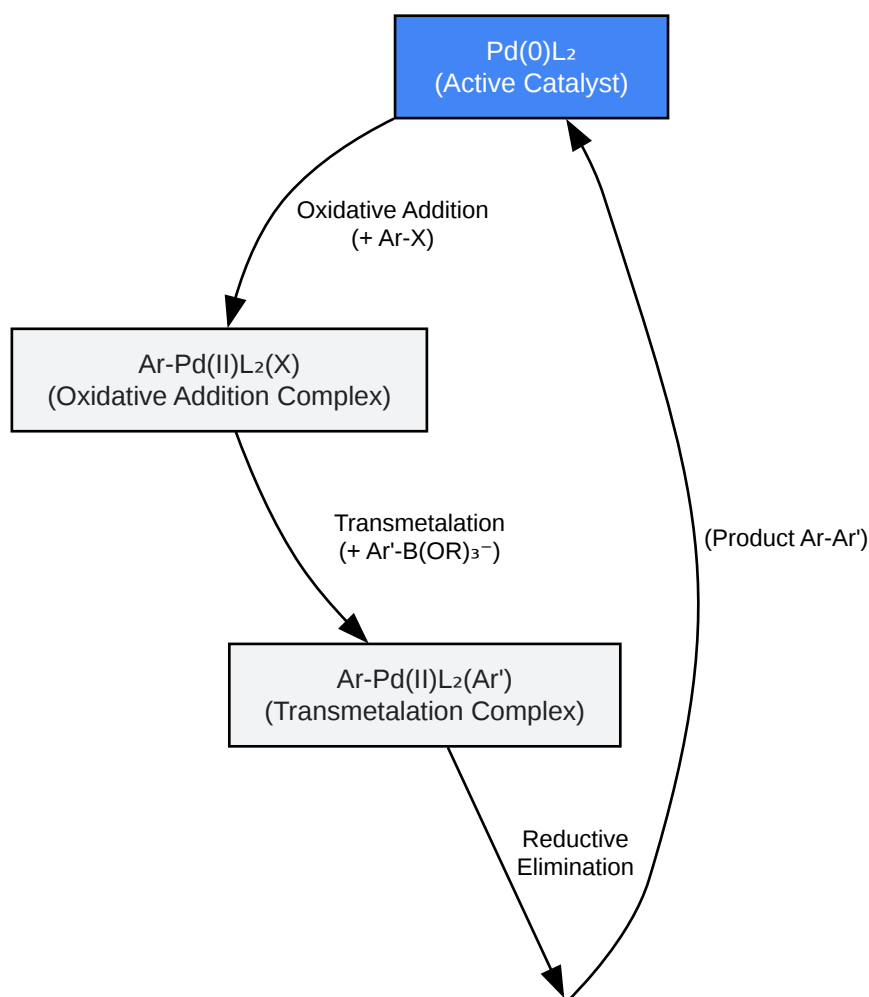 Pd(0)L₂
(Active Catalyst)
Oxidative Addition
(+ Ar-X)
Ar-Pd(II)L₂(X)
(Oxidative Addition Complex)
Transmetalation
(+ Ar'-B(OR)₃⁻)
(Product Ar-Ar')
Ar-Pd(II)L₂(Ar')
(Transmetalation Complex)
Reductive
Elimination